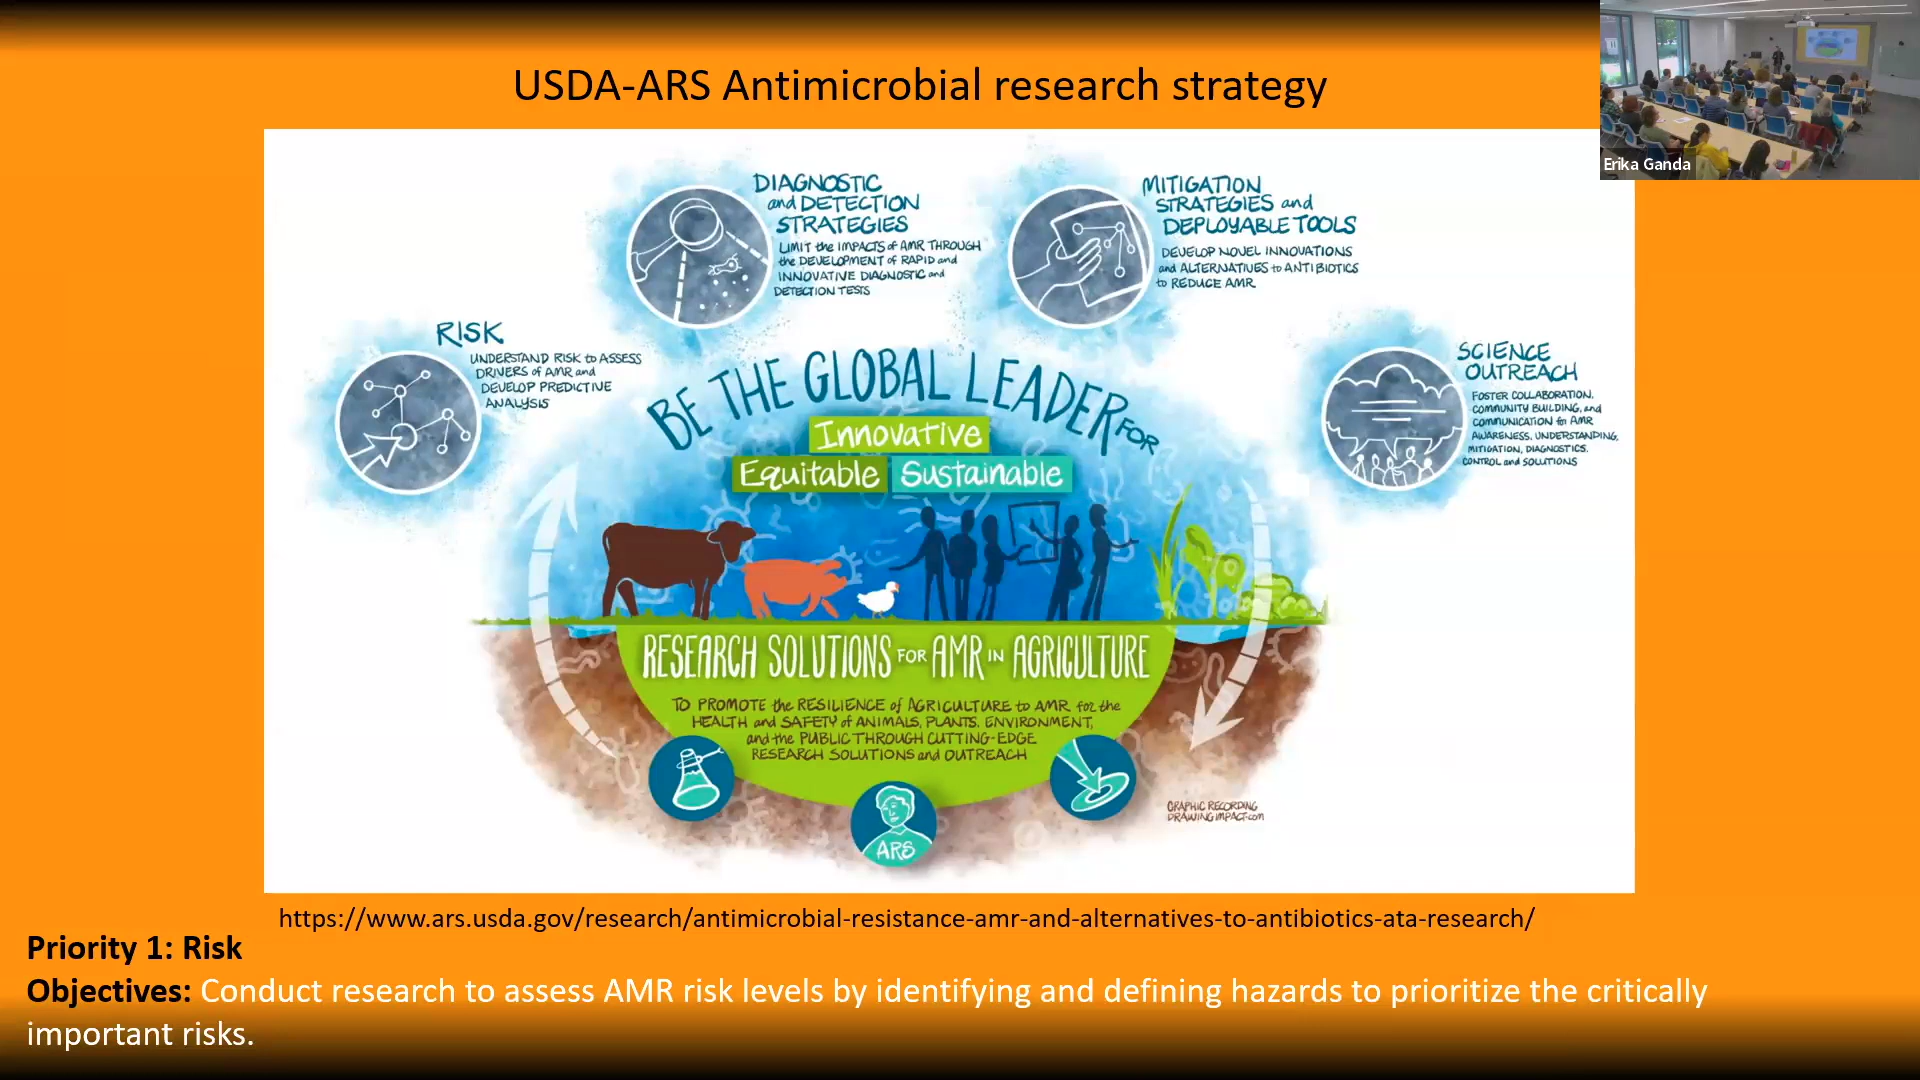 USDA-ARS Antimicrobial research strategy
Erika Ganda
DIAGNOSTIC
and DETECTION
STRATEGIES
LIMIT the IMPACTS of AMR THROUGH
the DEVELOPMENT of RAPID and
INNOVATIVE DIAGNOSTIC and
DETECTION TESTS
MITIGATION
STRATEGIES and
DEPLOYABLE TOOLS
DEVELOP NOVEL INNOVATIONS
and ALTERNATIVES to ANTIBIOTICS
to REDUCE AMR
RISK
UNDERSTAND RISK to ASSESS
DRIVERS of AMR and
DEVELOP PREDICTIVE
ANALYSIS
SCIENCE
OUTREACH
FOSTER COLLABORATION,
COMMUNITY BUILDING, and
COMMUNICATION for AMR
AWARENESS, UNDERSTANDING,
MITIGATION, DIAGNOSTICS,
CONTROL and SOLUTIONS
BE THE GLOBAL LEADER FOR
Innovative
Equitable Sustainable
RESEARCH SOLUTIONS FOR AMR IN AGRICULTURE
TO PROMOTE the RESILIENCE of AGRICULTURE to AMR for the
HEALTH and SAFETY of ANIMALS, PLANTS, ENVIRONMENT,
and the PUBLIC THROUGH CUTTING-EDGE
RESEARCH SOLUTIONS and OUTREACH
ARS
GRAPHIC RECORDING
DRAWINGIMPACT.com
https://www.ars.usda.gov/research/antimicrobial-resistance-amr-and-alternatives-to-antibiotics-ata-research/
Priority 1: Risk
Objectives: Conduct research to assess AMR risk levels by identifying and defining hazards to prioritize the critically
important risks.